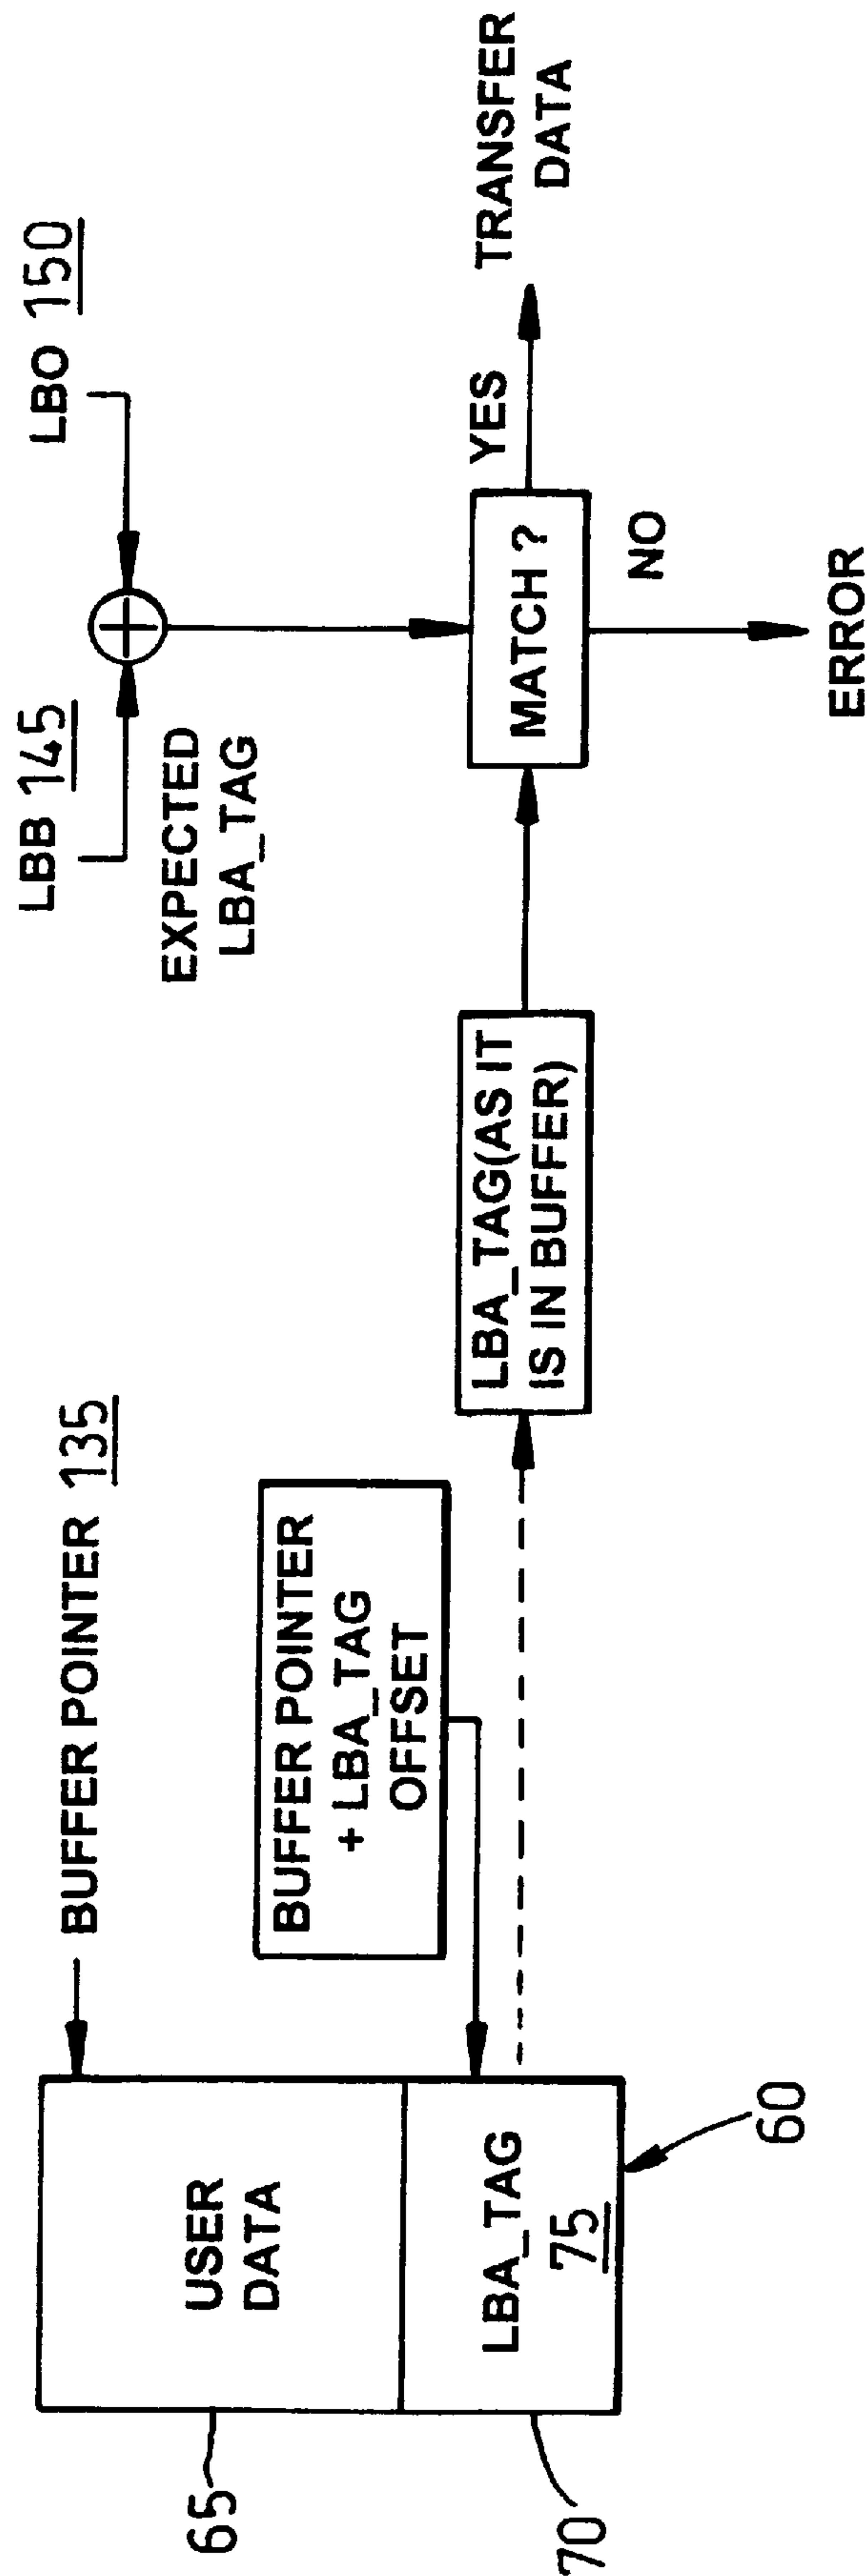 65
USER
DATA
70
LBA_TAG
75
60
BUFFER POINTER 135
BUFFER POINTER
+ LBA_TAG
OFFSET
LBA_TAG(AS IT
IS IN BUFFER)
LBB 145
LBO 150
EXPECTED
LBA_TAG
MATCH ?
YES
TRANSFER
DATA
NO
ERROR